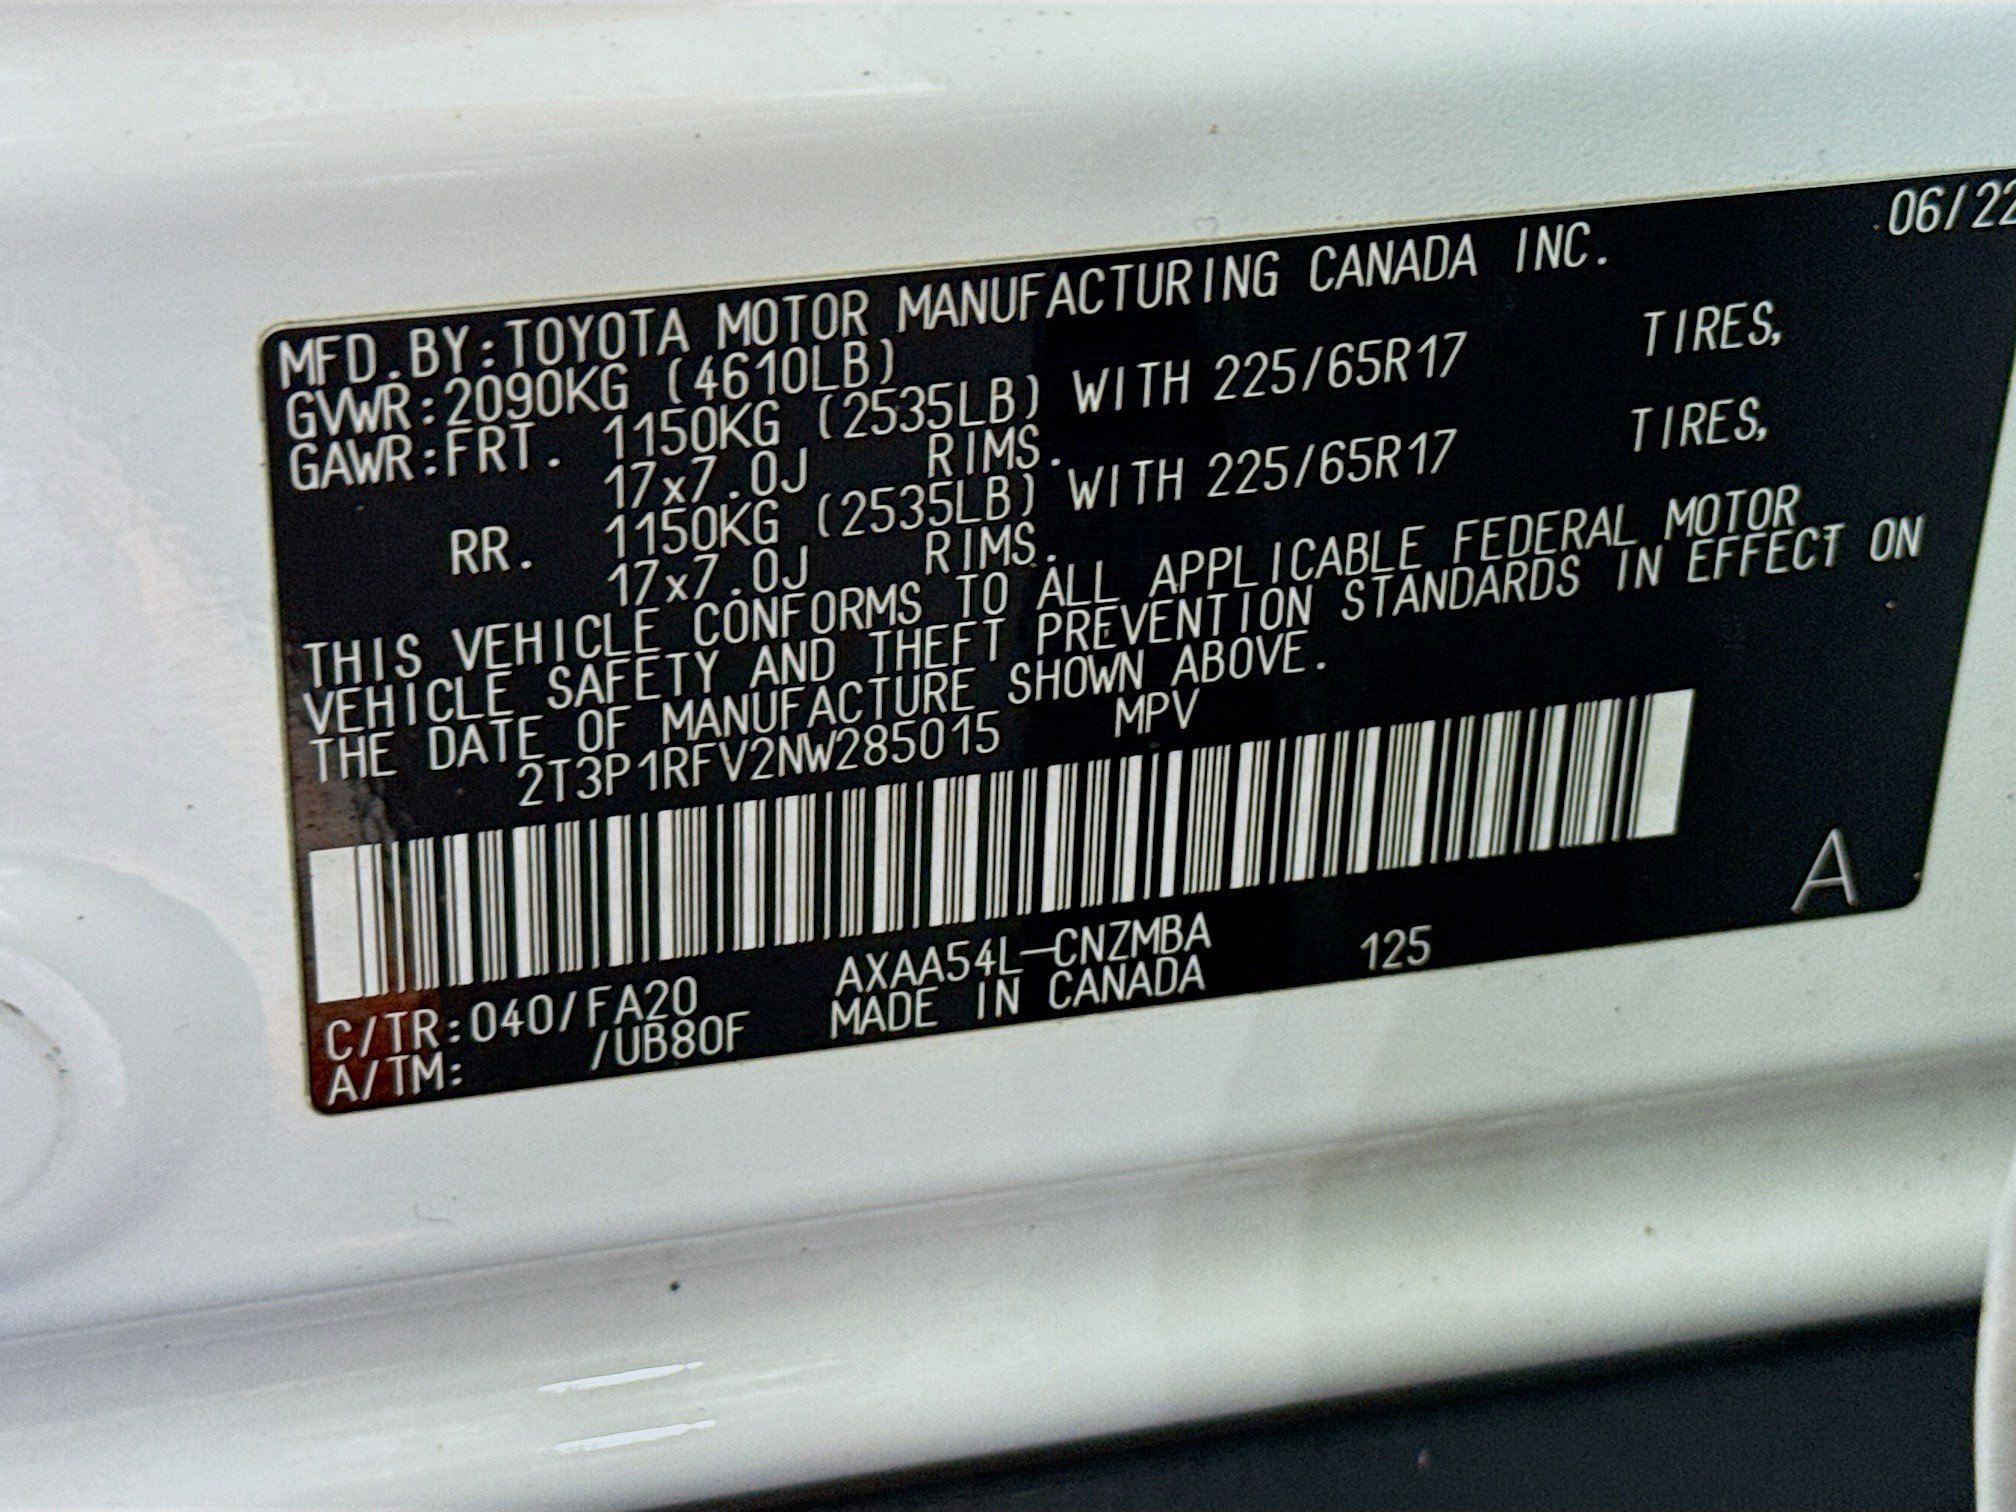 06/22
MFD.BY:TOYOTA MOTOR MANUFACTURING CANADA INC.
GVWR:2090KG (4610LB)
GAWR:FRT. 1150KG (2535LB) WITH 225/65R17 TIRES,
17x7.0J RIMS.
RR. 1150KG (2535LB) WITH 225/65R17 TIRES,
17x7.0J RIMS.
THIS VEHICLE CONFORMS TO ALL APPLICABLE FEDERAL MOTOR
VEHICLE SAFETY AND THEFT PREVENTION STANDARDS IN EFFECT ON
THE DATE OF MANUFACTURE SHOWN ABOVE.
2T3P1RFV2NW285015 MPV
A
C/TR:040/FA20 AXAA54L-CNZMBA 125
A/TM: /UB80F MADE IN CANADA